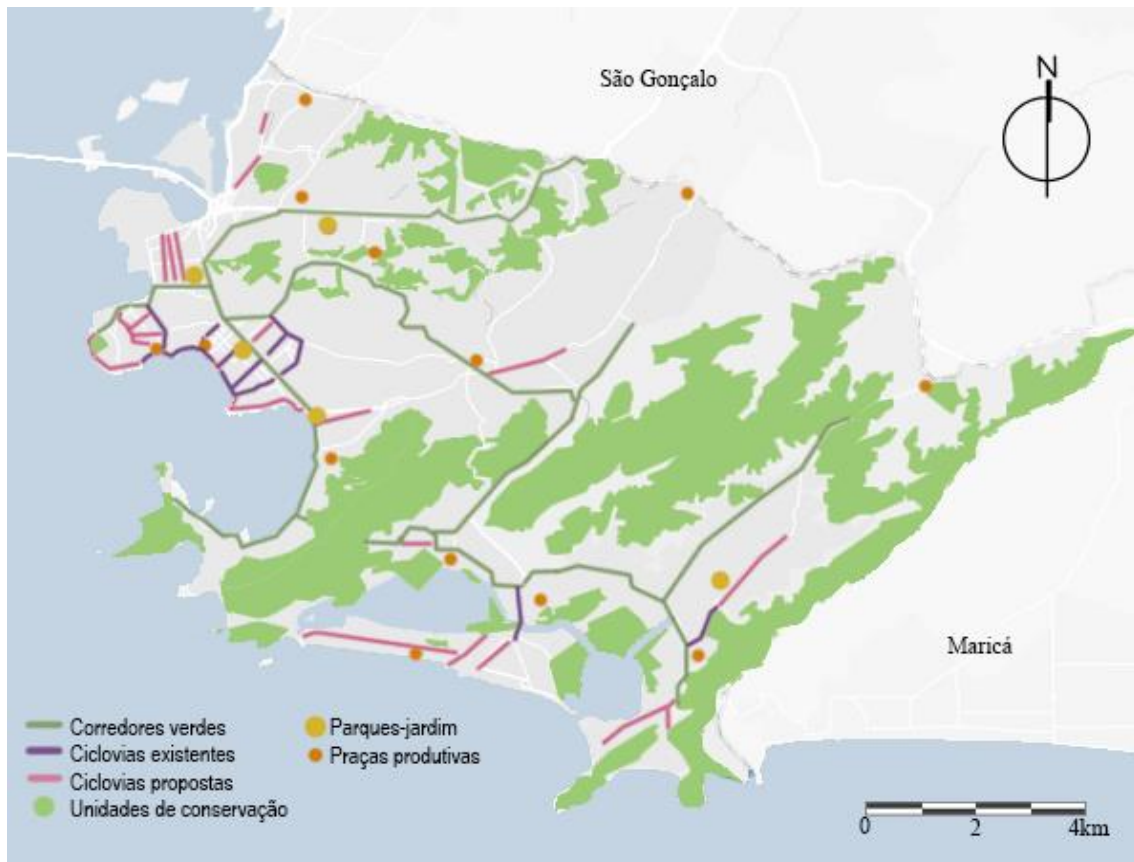 São Gonçalo
N
Maricá
Corredores verdes
Ciclovias existentes
Ciclovias propostas
Unidades de conservação
Parques-jardim
Praças produtivas
0 2 4km